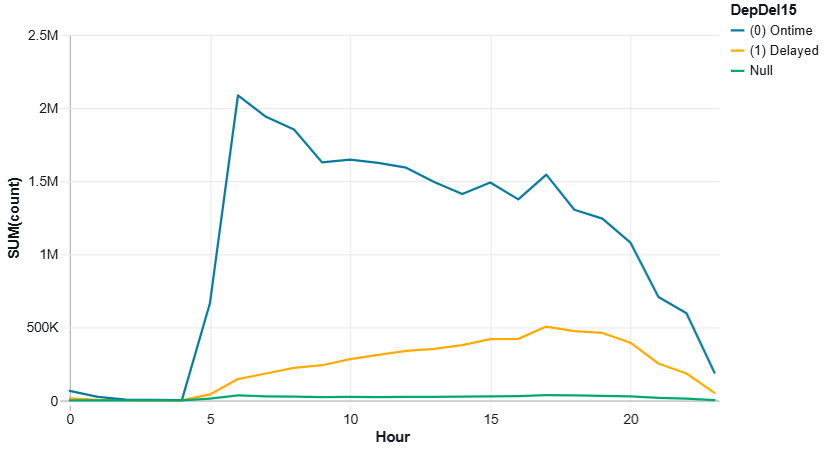 DepDel15
(0) Ontime
(1) Delayed
Null
2.5M
2M
1.5M
1M
500K
0
SUM(count)
0 5 10 15 20
Hour